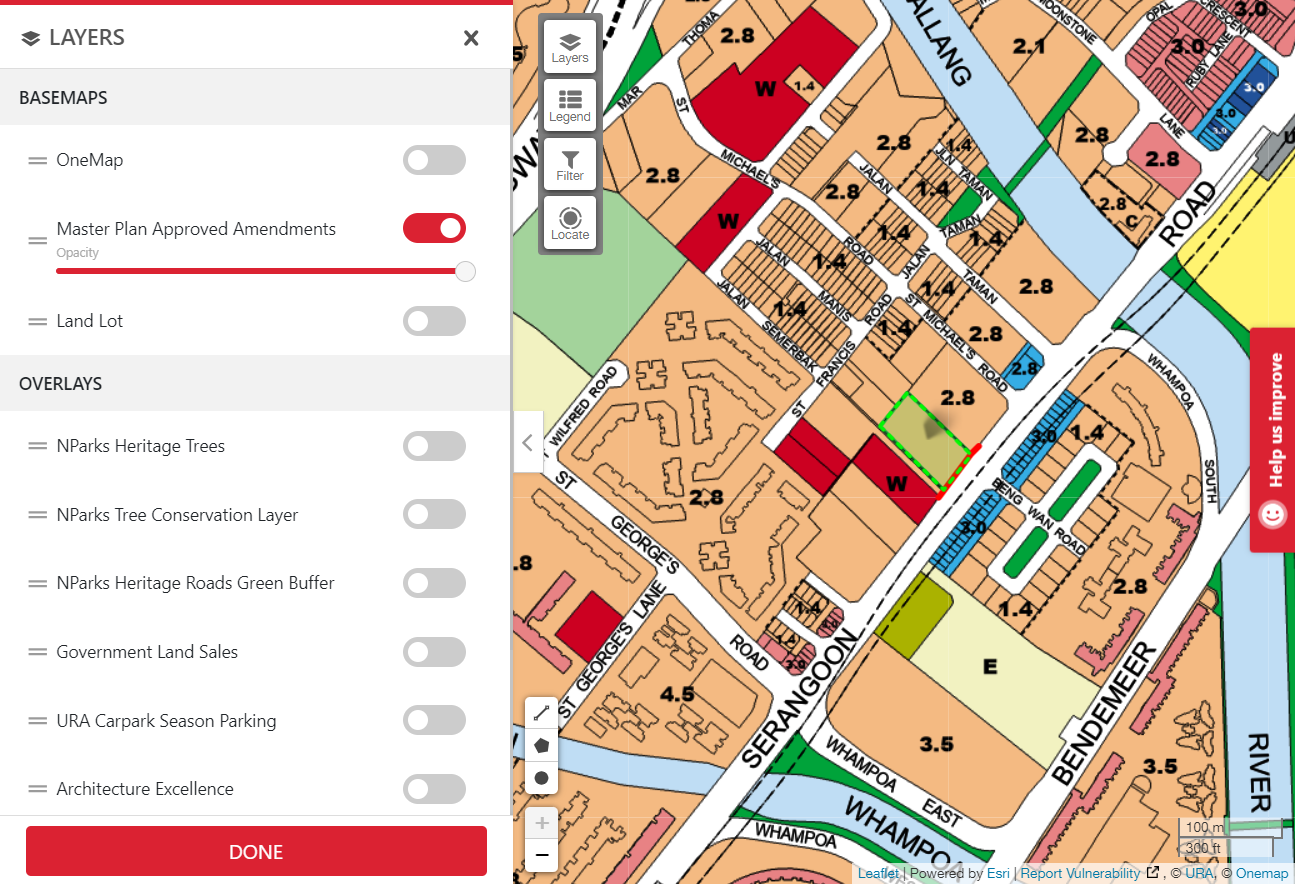 LAYERS
BASEMAPS
OneMap
Master Plan Approved Amendments
Opacity
Land Lot
OVERLAYS
NParks Heritage Trees
NParks Tree Conservation Layer
NParks Heritage Roads Green Buffer
Government Land Sales
URA Carpark Season Parking
Architecture Excellence
DONE
Layers
Legend
Filter
Locate
THOMA
2.8
ALLANG
MOONSTONE
2.1
OPAL
CRESCENT
3.0
3.0
RUBY LANE
3.0
3.0
3.0
LANE
2.8
2.8
2.8
C
ROAD
MAR
ST
W
1.4
MICHAEL'S
2.8
2.8
1.4
JLN TAMAN
JALAN
1.4
2.8
W
TAMAN
1.4
1.4
ROAD
JALAN
1.4
TAMAN
2.8
1.4
JALAN
MANIS
ROAD
JALAN
1.4
SEMERBAK
FRANCIS
ST
1.4
ST MICHAEL'S ROAD
2.8
2.8
2.8
WILFRED ROAD
WHAMPOA
SOUTH
3.0
1.4
W
BENG WAN ROAD
3.0
2.8
ST
GEORGE'S
ROAD
.8
ST GEORGE'S LANE
1.4
1.4
3.0
1.4
2.8
E
4.5
SERANGOON
3.5
BENDEMEER
3.5
WHAMPOA
EAST
WHAMPOA
WHAMPOA
RIVER
Help us improve
+
−
100 m
300 ft
Leaflet | Powered by Esri | Report Vulnerability , © URA, © Onemap